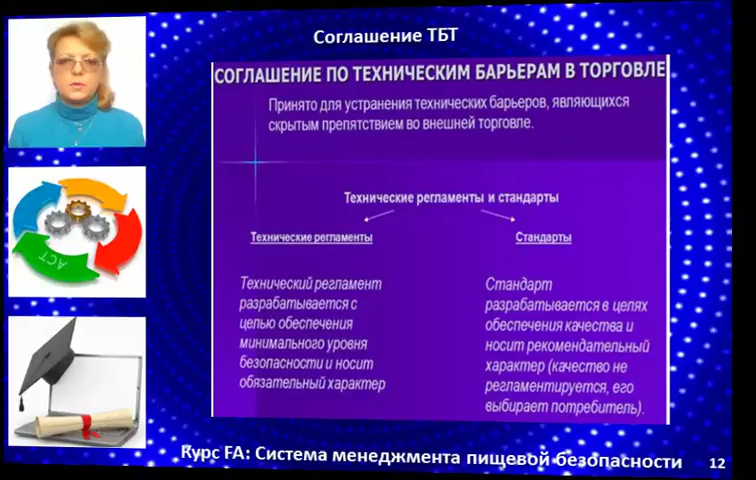 Соглашение ТБТ
СОГЛАШЕНИЕ ПО ТЕХНИЧЕСКИМ БАРЬЕРАМ В ТОРГОВЛЕ
Принято для устранения технических барьеров, являющихся
скрытым препятствием во внешней торговле.
Технические регламенты и стандарты
Технические регламенты
Стандарты
Технический регламент
разрабатывается с
целью обеспечения
минимального уровня
безопасности и носит
обязательный характер
Стандарт
разрабатывается в целях
обеспечения качества и
носит рекомендательный
характер (качество не
регламентируется, его
выбирает потребитель).
ACT
Курс FA: Система менеджмента пищевой безопасности
12